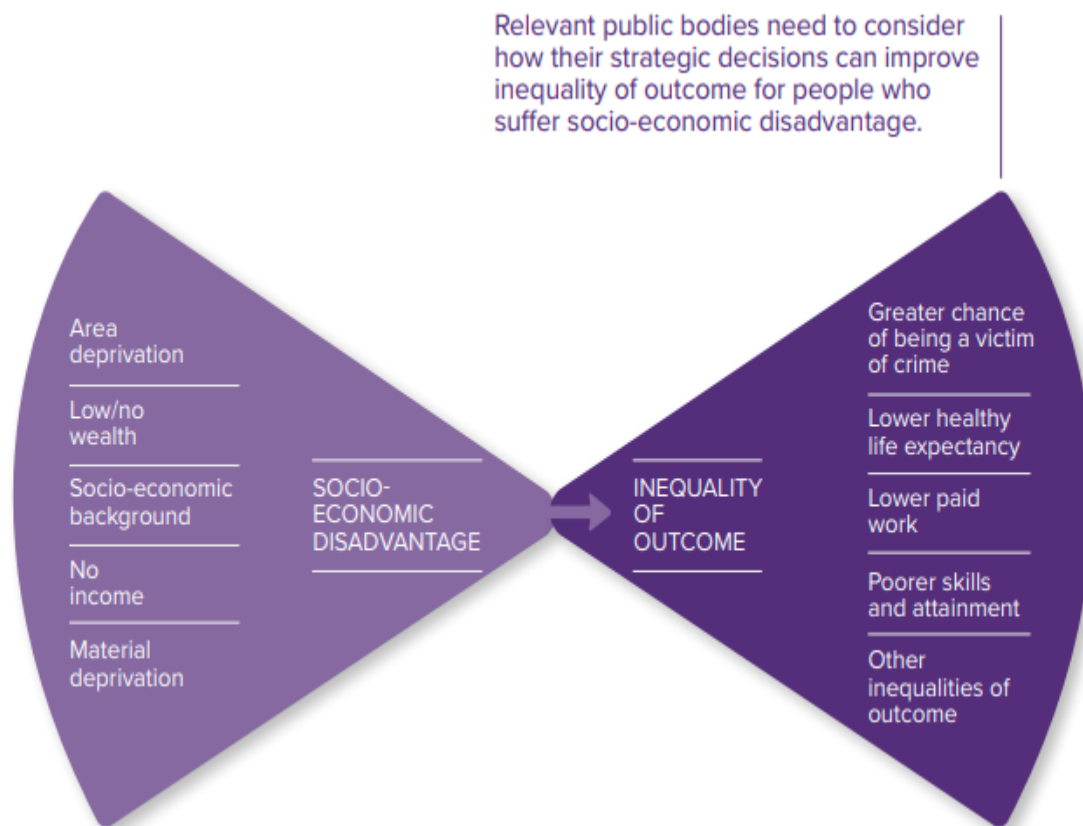 Relevant public bodies need to consider
how their strategic decisions can improve
inequality of outcome for people who
suffer socio-economic disadvantage.
Area
deprivation
Low/no
wealth
Socio-economic
background
No
income
Material
deprivation
SOCIO-
ECONOMIC
DISADVANTAGE
INEQUALITY
OF
OUTCOME
Greater chance
of being a victim
of crime
Lower healthy
life expectancy
Lower paid
work
Poorer skills
and attainment
Other
inequalities of
outcome